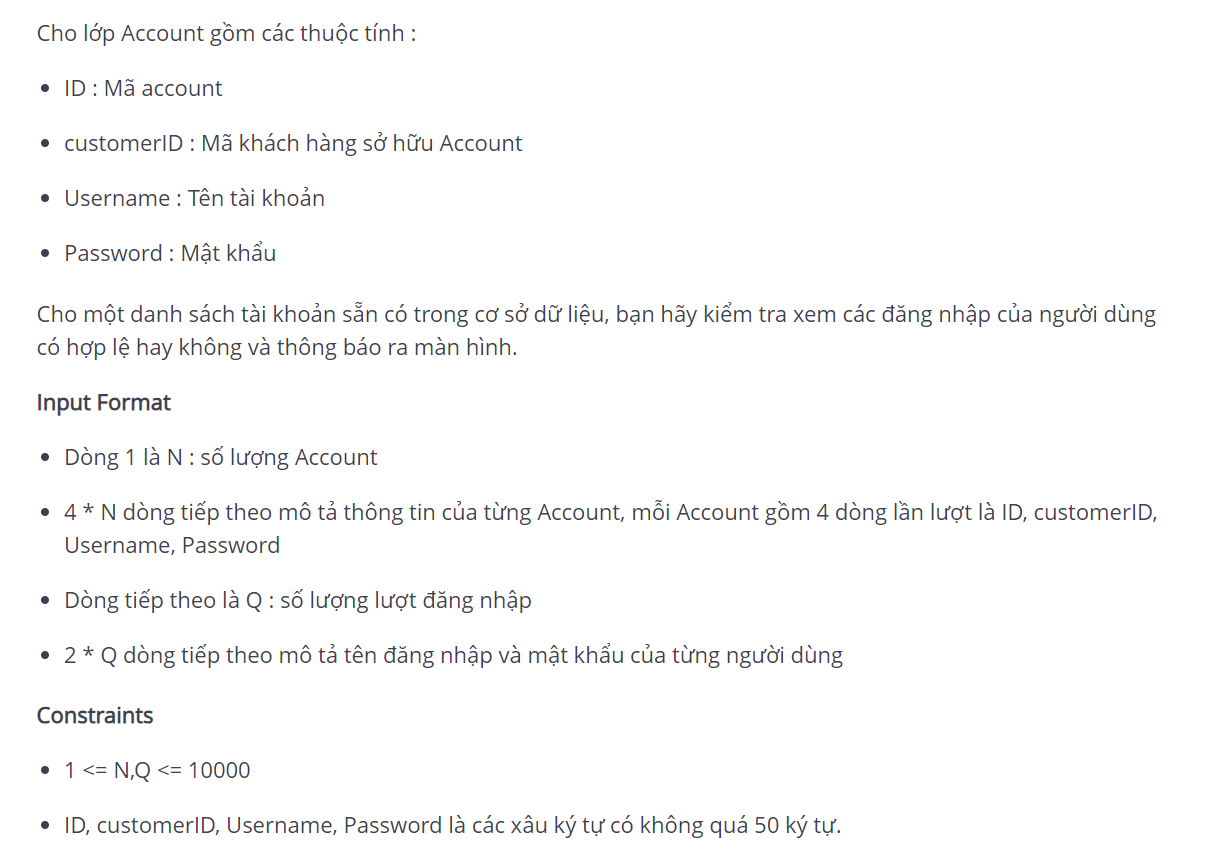 Cho lớp Account gồm các thuộc tính :
ID : Mã account
customerID : Mã khách hàng sở hữu Account
Username : Tên tài khoản
Password : Mật khẩu
Cho một danh sách tài khoản sẵn có trong cơ sở dữ liệu, bạn hãy kiểm tra xem các đăng nhập của người dùng
có hợp lệ hay không và thông báo ra màn hình.
Input Format
Dòng 1 là N : số lượng Account
4 * N dòng tiếp theo mô tả thông tin của từng Account, mỗi Account gồm 4 dòng lần lượt là ID, customerID,
Username, Password
Dòng tiếp theo là Q : số lượng lượt đăng nhập
2 * Q dòng tiếp theo mô tả tên đăng nhập và mật khẩu của từng người dùng
Constraints
1 <= N,Q <= 10000
ID, customerID, Username, Password là các xâu ký tự có không quá 50 ký tự.